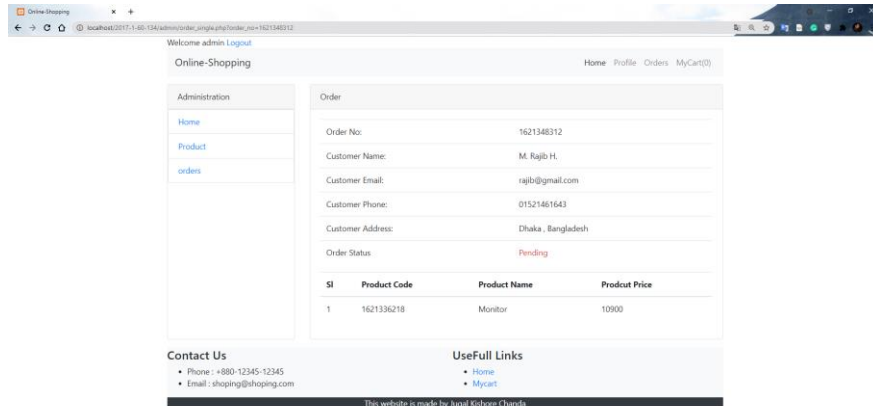 Online-Shopping
localhost/2017-1-60-134/admin/order_single.php?order_no=1621348312
Welcome admin Logout
Online-Shopping
Home Profile Orders MyCart(0)
Administration
Home
Product
orders
Order
Order No: 1621348312
Customer Name: M. Rajib H.
Customer Email: rajib@gmail.com
Customer Phone: 01521461643
Customer Address: Dhaka , Bangladesh
Order Status Pending
Sl Product Code Product Name Prodcut Price
1 1621336218 Monitor 10900
Contact Us
• Phone : +880-12345-12345
• Email : shoping@shoping.com
UseFull Links
• Home
• Mycart
This website is made by Jugal Kishore Chanda